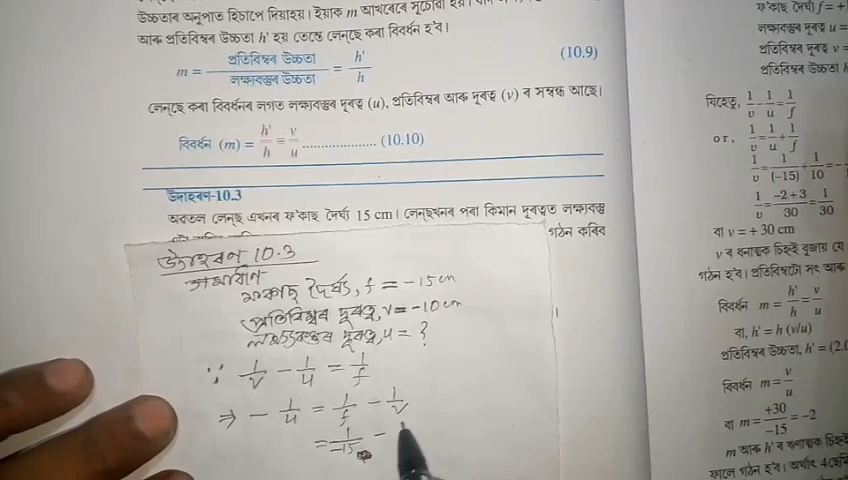 উচ্চতাৰ অনুপাত হিচাপে দিয়াহয়। ইয়াক m আখৰেৰে সূচোৱা হয়।
আৰু প্ৰতিবিম্বৰ উচ্চতা h' হয় তেন্তে লেন্ছে কৰা বিবৰ্ধন হ'ব।
m = প্ৰতিবিম্বৰ উচ্চতা / লক্ষ্যবস্তুৰ উচ্চতা = h'/h (10.9)
লেন্ছে কৰা বিবৰ্ধনৰ লগত লক্ষ্যবস্তুৰ দূৰত্ব (u), প্ৰতিবিম্বৰ আৰু দূৰত্ব (v) ৰ সম্বন্ধ আছে।
বিবৰ্ধন (m) = h'/h = v/u .................... (10.10)
উদাহৰণ-10.3
অৱতল লেন্ছ এখনৰ ফ'কাছ দৈৰ্ঘ্য 15 cm। লেন্ছখনৰ পৰা কিমান দূৰত্বত লক্ষ্যবস্তু
গঠন কৰিব
উদাহৰণ 10.3
সমাধান
ফকাছ দৈৰ্ঘ্য, f = -15 cm
প্ৰতিবিম্বৰ দূৰত্ব, v = -10 cm
লক্ষ্যবস্তুৰ দূৰত্ব, u = ?
∵ 1/v - 1/u = 1/f
⇒ - 1/u = 1/f - 1/v
= 1/-15 -
ফ'কাছ দৈৰ্ঘ্য f = +
লক্ষ্যবস্তুৰ দূৰত্ব u =
প্ৰতিবিম্বৰ দূৰত্ব v =
প্ৰতিবিম্বৰ উচ্চতা h
যিহেতু, 1/υ - 1/u = 1/f
or, 1/υ = 1/u + 1/f
1/υ = 1/(-15) + 1/10 = -
1/υ = -2+3/30 = 1/30
বা v = + 30 cm
v ৰ ধনাত্মক চিহ্নই বুজায় যে
গঠন হ'ব। প্ৰতিবিম্বটো সৎ আৰু
বিবৰ্ধন m = h'/h = v/u
বা, h' = h (v/u)
প্ৰতিবিম্বৰ উচ্চতা, h' = (2.0
বিবৰ্ধন m = v/u
বা m = +30/-15 = -2
m আৰু h' ৰ ঋণাত্মক চিহ্ন
ফালে গঠন হ'ব। অৰ্থাৎ